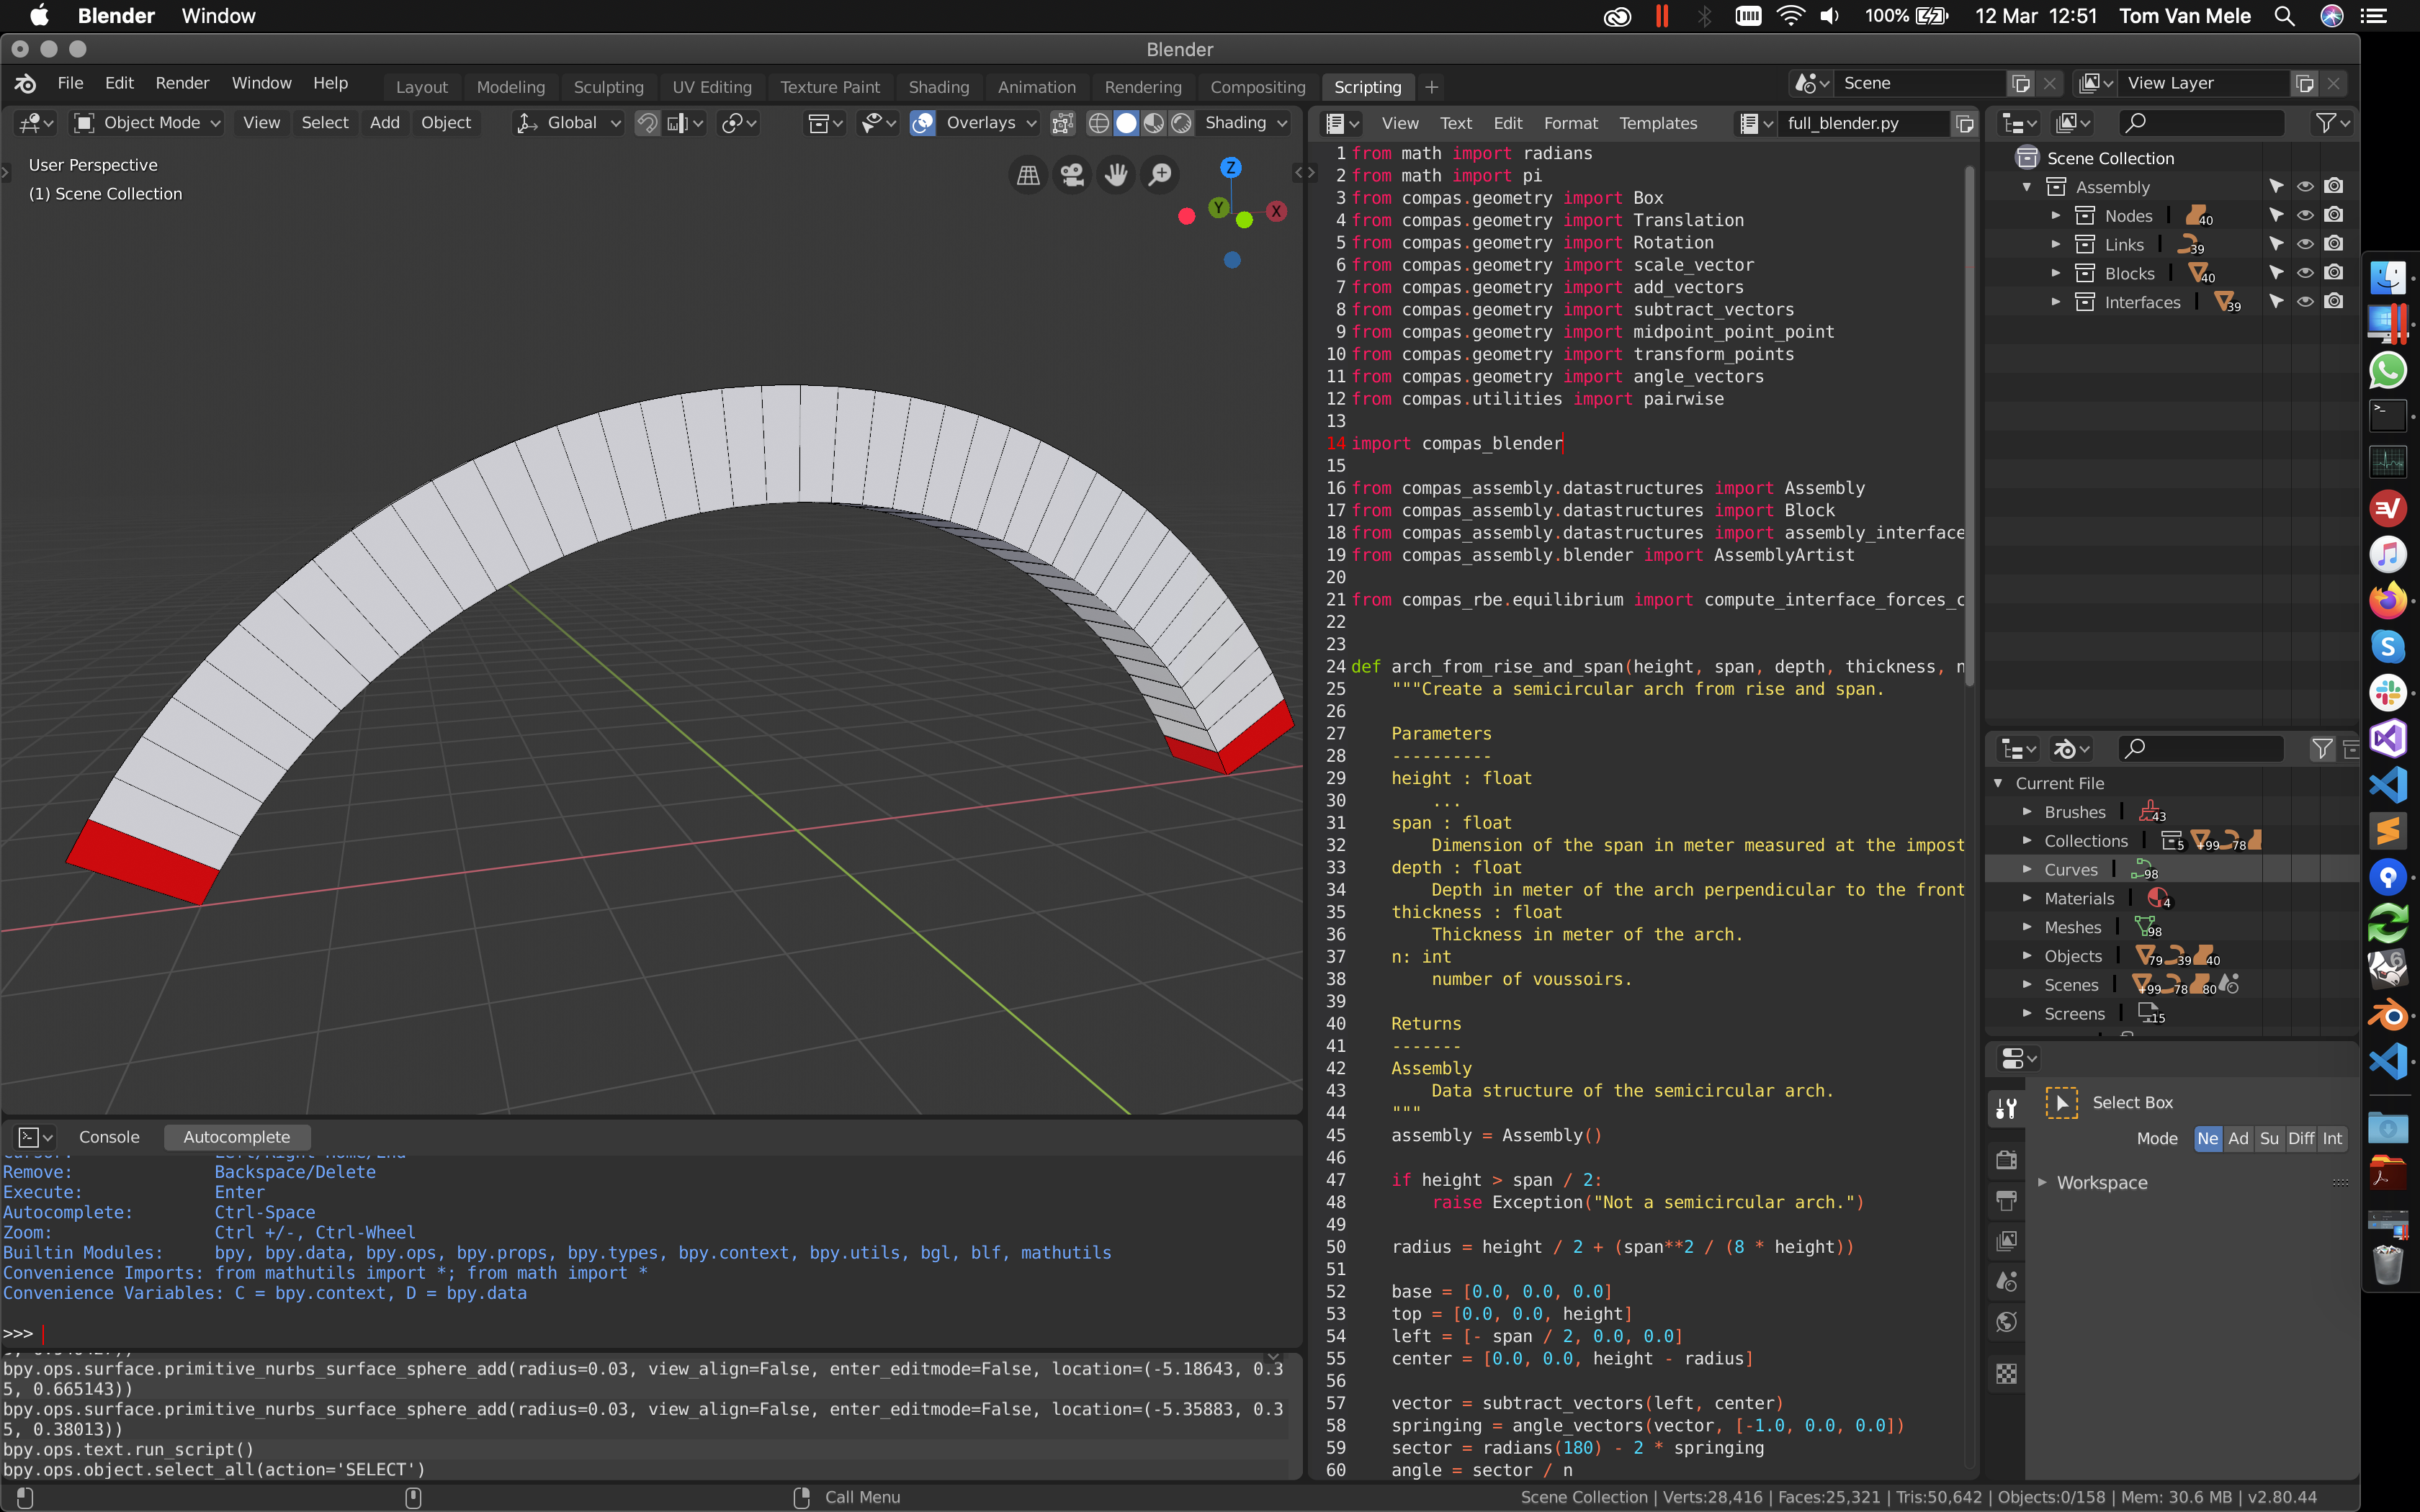 Blender Window 100% 12 Mar 12:51 Tom Van Mele
Blender
File Edit Render Window Help Layout Modeling Sculpting UV Editing Texture Paint Shading Animation Rendering Compositing Scripting + Scene View Layer
Object Mode View Select Add Object Global Overlays Shading
View Text Edit Format Templates full_blender.py
User Perspective
(1) Scene Collection
Z
Y
X
1 from math import radians
2 from math import pi
3 from compas.geometry import Box
4 from compas.geometry import Translation
5 from compas.geometry import Rotation
6 from compas.geometry import scale_vector
7 from compas.geometry import add_vectors
8 from compas.geometry import subtract_vectors
9 from compas.geometry import midpoint_point_point
10 from compas.geometry import transform_points
11 from compas.geometry import angle_vectors
12 from compas.utilities import pairwise
13
14 import compas_blender
15
16 from compas_assembly.datastructures import Assembly
17 from compas_assembly.datastructures import Block
18 from compas_assembly.datastructures import assembly_interface
19 from compas_assembly.blender import AssemblyArtist
20
21 from compas_rbe.equilibrium import compute_interface_forces_c
22
23
24 def arch_from_rise_and_span(height, span, depth, thickness, n
25 """Create a semicircular arch from rise and span.
26
27 Parameters
28 ----------
29 height : float
30 ...
31 span : float
32 Dimension of the span in meter measured at the impost
33 depth : float
34 Depth in meter of the arch perpendicular to the front
35 thickness : float
36 Thickness in meter of the arch.
37 n: int
38 number of voussoirs.
39
40 Returns
41 -------
42 Assembly
43 Data structure of the semicircular arch.
44 """
45 assembly = Assembly()
46
47 if height > span / 2:
48 raise Exception("Not a semicircular arch.")
49
50 radius = height / 2 + (span**2 / (8 * height))
51
52 base = [0.0, 0.0, 0.0]
53 top = [0.0, 0.0, height]
54 left = [- span / 2, 0.0, 0.0]
55 center = [0.0, 0.0, height - radius]
56
57 vector = subtract_vectors(left, center)
58 springing = angle_vectors(vector, [-1.0, 0.0, 0.0])
59 sector = radians(180) - 2 * springing
60 angle = sector / n
Scene Collection
Assembly
Nodes 40
Links 39
Blocks 40
Interfaces 39
Current File
Brushes 43
Collections 5 +99 78
Curves 98
Materials 4
Meshes 98
Objects 79 39 40
Scenes +99 78 80
Screens 15
Select Box
Mode Ne Ad Su Diff Int
Workspace
Console Autocomplete
Cursor: Left/Right Home/End
Remove: Backspace/Delete
Execute: Enter
Autocomplete: Ctrl-Space
Zoom: Ctrl +/-, Ctrl-Wheel
Builtin Modules: bpy, bpy.data, bpy.ops, bpy.props, bpy.types, bpy.context, bpy.utils, bgl, blf, mathutils
Convenience Imports: from mathutils import *; from math import *
Convenience Variables: C = bpy.context, D = bpy.data
>>>
bpy.ops.surface.primitive_nurbs_surface_sphere_add(radius=0.03, view_align=False, enter_editmode=False, location=(-5.18643, 0.3
5, 0.665143))
bpy.ops.surface.primitive_nurbs_surface_sphere_add(radius=0.03, view_align=False, enter_editmode=False, location=(-5.35883, 0.3
5, 0.38013))
bpy.ops.text.run_script()
bpy.ops.object.select_all(action='SELECT')
Call Menu
Scene Collection | Verts:28,416 | Faces:25,321 | Tris:50,642 | Objects:0/158 | Mem: 30.6 MB | v2.80.44